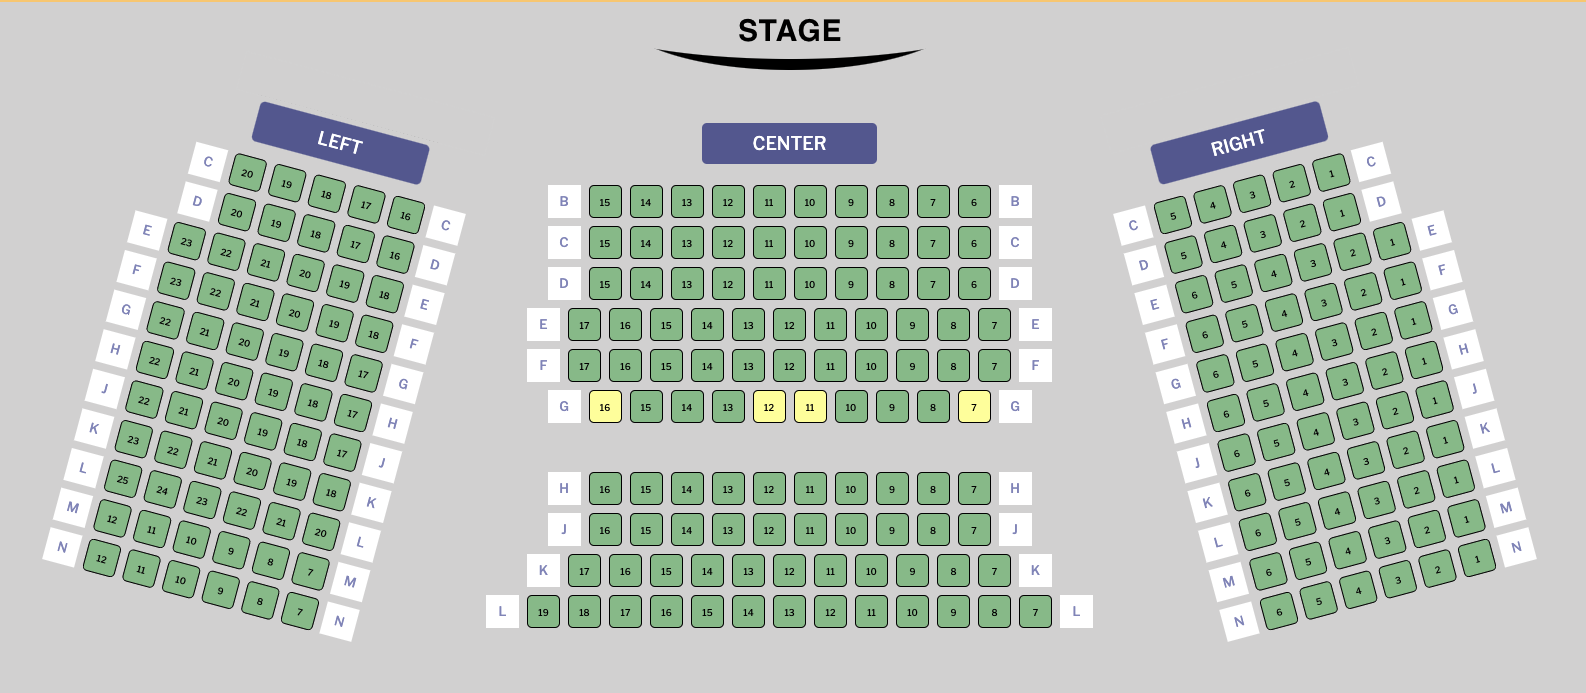 STAGE
LEFT
C 20 19 18 17 16 C
D 20 19 18 17 16 D
E 23 22 21 20 19 18 E
F 23 22 21 20 19 18 F
G 22 21 20 19 18 17 G
H 22 21 20 19 18 17 H
J 22 21 20 19 18 17 J
K 23 22 21 20 19 18 K
L 25 24 23 22 21 20 L
M 12 11 10 9 8 7 M
N 12 11 10 9 8 7 N
CENTER
B 15 14 13 12 11 10 9 8 7 6 B
C 15 14 13 12 11 10 9 8 7 6 C
D 15 14 13 12 11 10 9 8 7 6 D
E 17 16 15 14 13 12 11 10 9 8 7 E
F 17 16 15 14 13 12 11 10 9 8 7 F
G 16 15 14 13 12 11 10 9 8 7 G
H 16 15 14 13 12 11 10 9 8 7 H
J 16 15 14 13 12 11 10 9 8 7 J
K 17 16 15 14 13 12 11 10 9 8 7 K
L 19 18 17 16 15 14 13 12 11 10 9 8 7 L
RIGHT
C 5 4 3 2 1 C
D 5 4 3 2 1 D
E 6 5 4 3 2 1 E
F 6 5 4 3 2 1 F
G 6 5 4 3 2 1 G
H 6 5 4 3 2 1 H
J 6 5 4 3 2 1 J
K 6 5 4 3 2 1 K
L 6 5 4 3 2 1 L
M 6 5 4 3 2 1 M
N 6 5 4 3 2 1 N